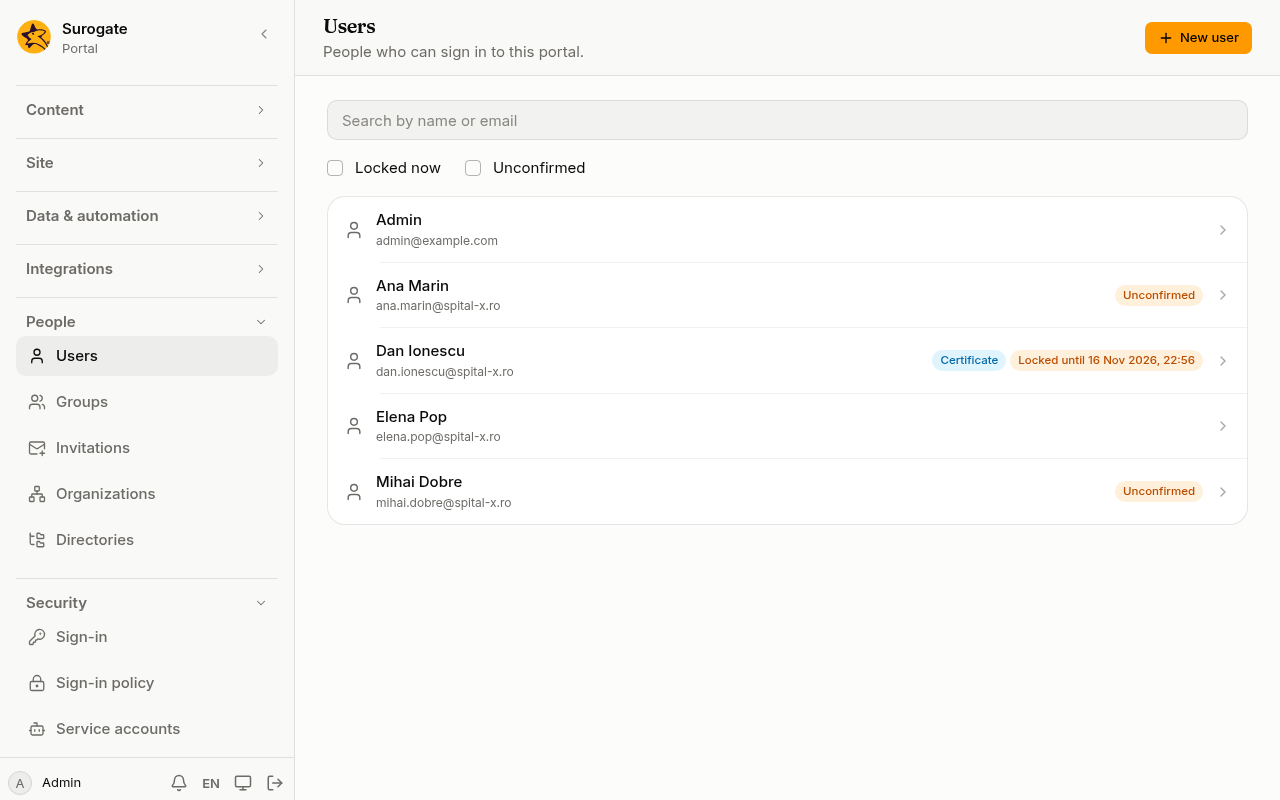 Surogate
Portal
Content
Site
Data & automation
Integrations
People
Users
Groups
Invitations
Organizations
Directories
Security
Sign-in
Sign-in policy
Service accounts
A Admin EN
Users
People who can sign in to this portal.
New user
Search by name or email
Locked now Unconfirmed
Admin
admin@example.com
Ana Marin
ana.marin@spital-x.ro
Unconfirmed
Dan Ionescu
dan.ionescu@spital-x.ro
Certificate Locked until 16 Nov 2026, 22:56
Elena Pop
elena.pop@spital-x.ro
Mihai Dobre
mihai.dobre@spital-x.ro
Unconfirmed